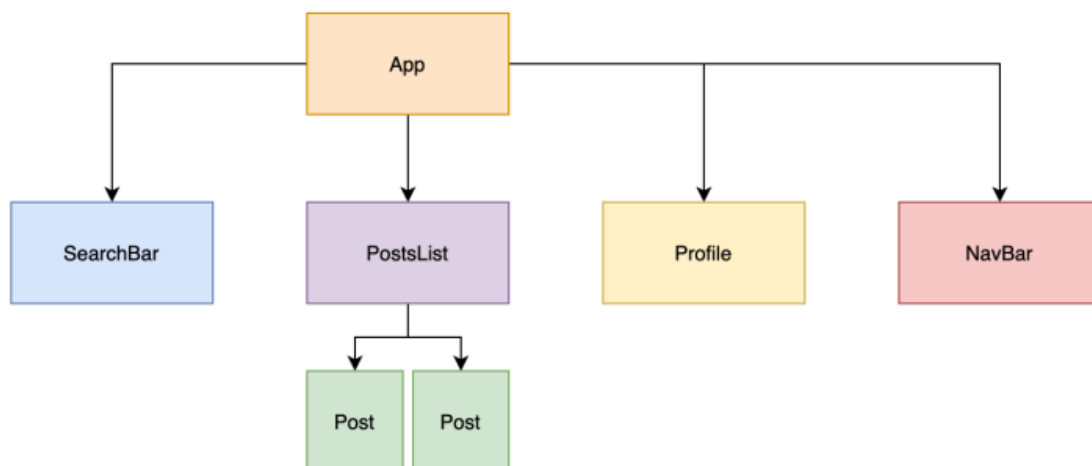 App
SearchBar
PostsList
Profile
NavBar
Post
Post